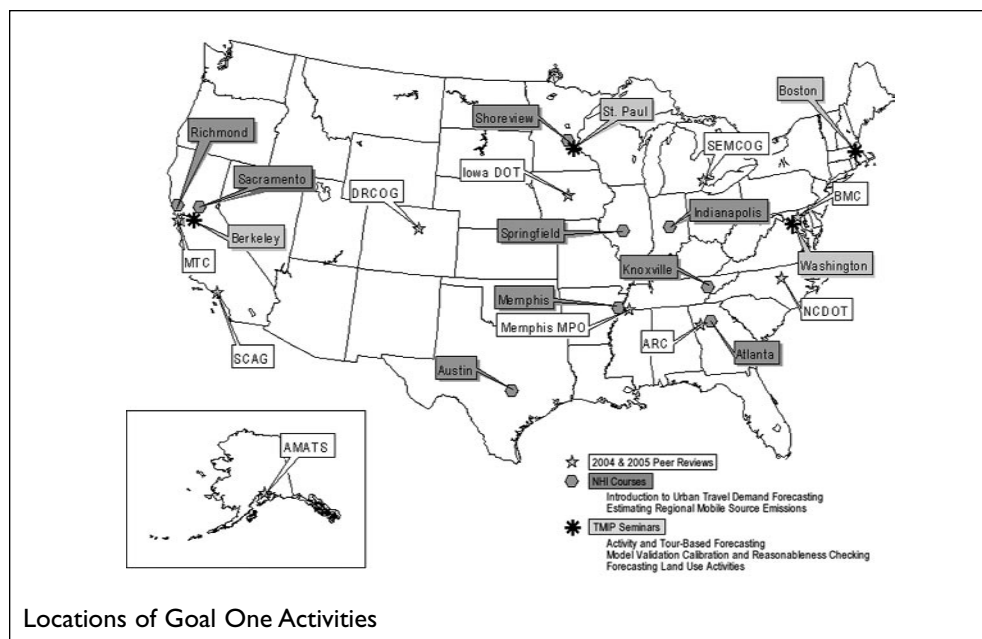 Boston
Shoreview
St. Paul
Richmond
SEMCOG
Sacramento
Iowa DOT
DRCOG
BMC
Indianapolis
Springfield
Berkeley
MTC
Knoxville
Washington
Memphis
NCDOT
Memphis MPO
ARC
SCAG
Atlanta
Austin
AMATS
2004 & 2005 Peer Reviews
NHI Courses
Introduction to Urban Travel Demand Forecasting
Estimating Regional Mobile Source Emissions
TMIP Seminars
Activity and Tour-Based Forecasting
Model Validation Calibration and Reasonableness Checking
Forecasting Land Use Activities
Locations of Goal One Activities